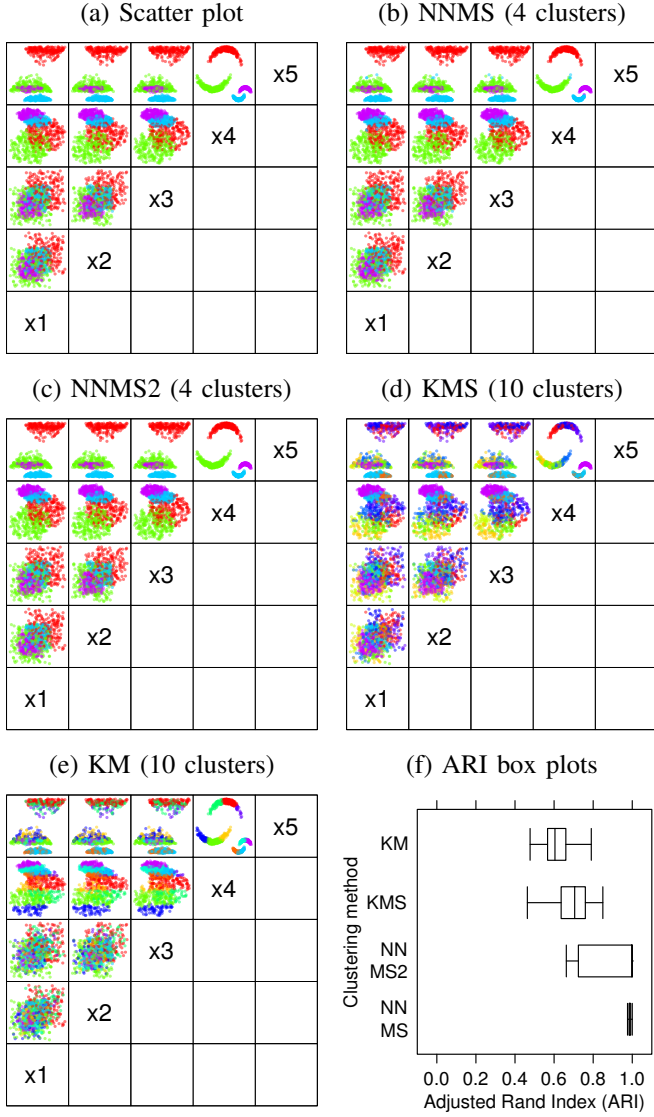 (a) Scatter plot
x5
x4
x3
x2
x1
(b) NNMS (4 clusters)
x5
x4
x3
x2
x1
(c) NNMS2 (4 clusters)
x5
x4
x3
x2
x1
(d) KMS (10 clusters)
x5
x4
x3
x2
x1
(e) KM (10 clusters)
x5
x4
x3
x2
x1
(f) ARI box plots
Clustering method
KM
KMS
NN
MS2
NN
MS
0.0 0.2 0.4 0.6 0.8 1.0
Adjusted Rand Index (ARI)